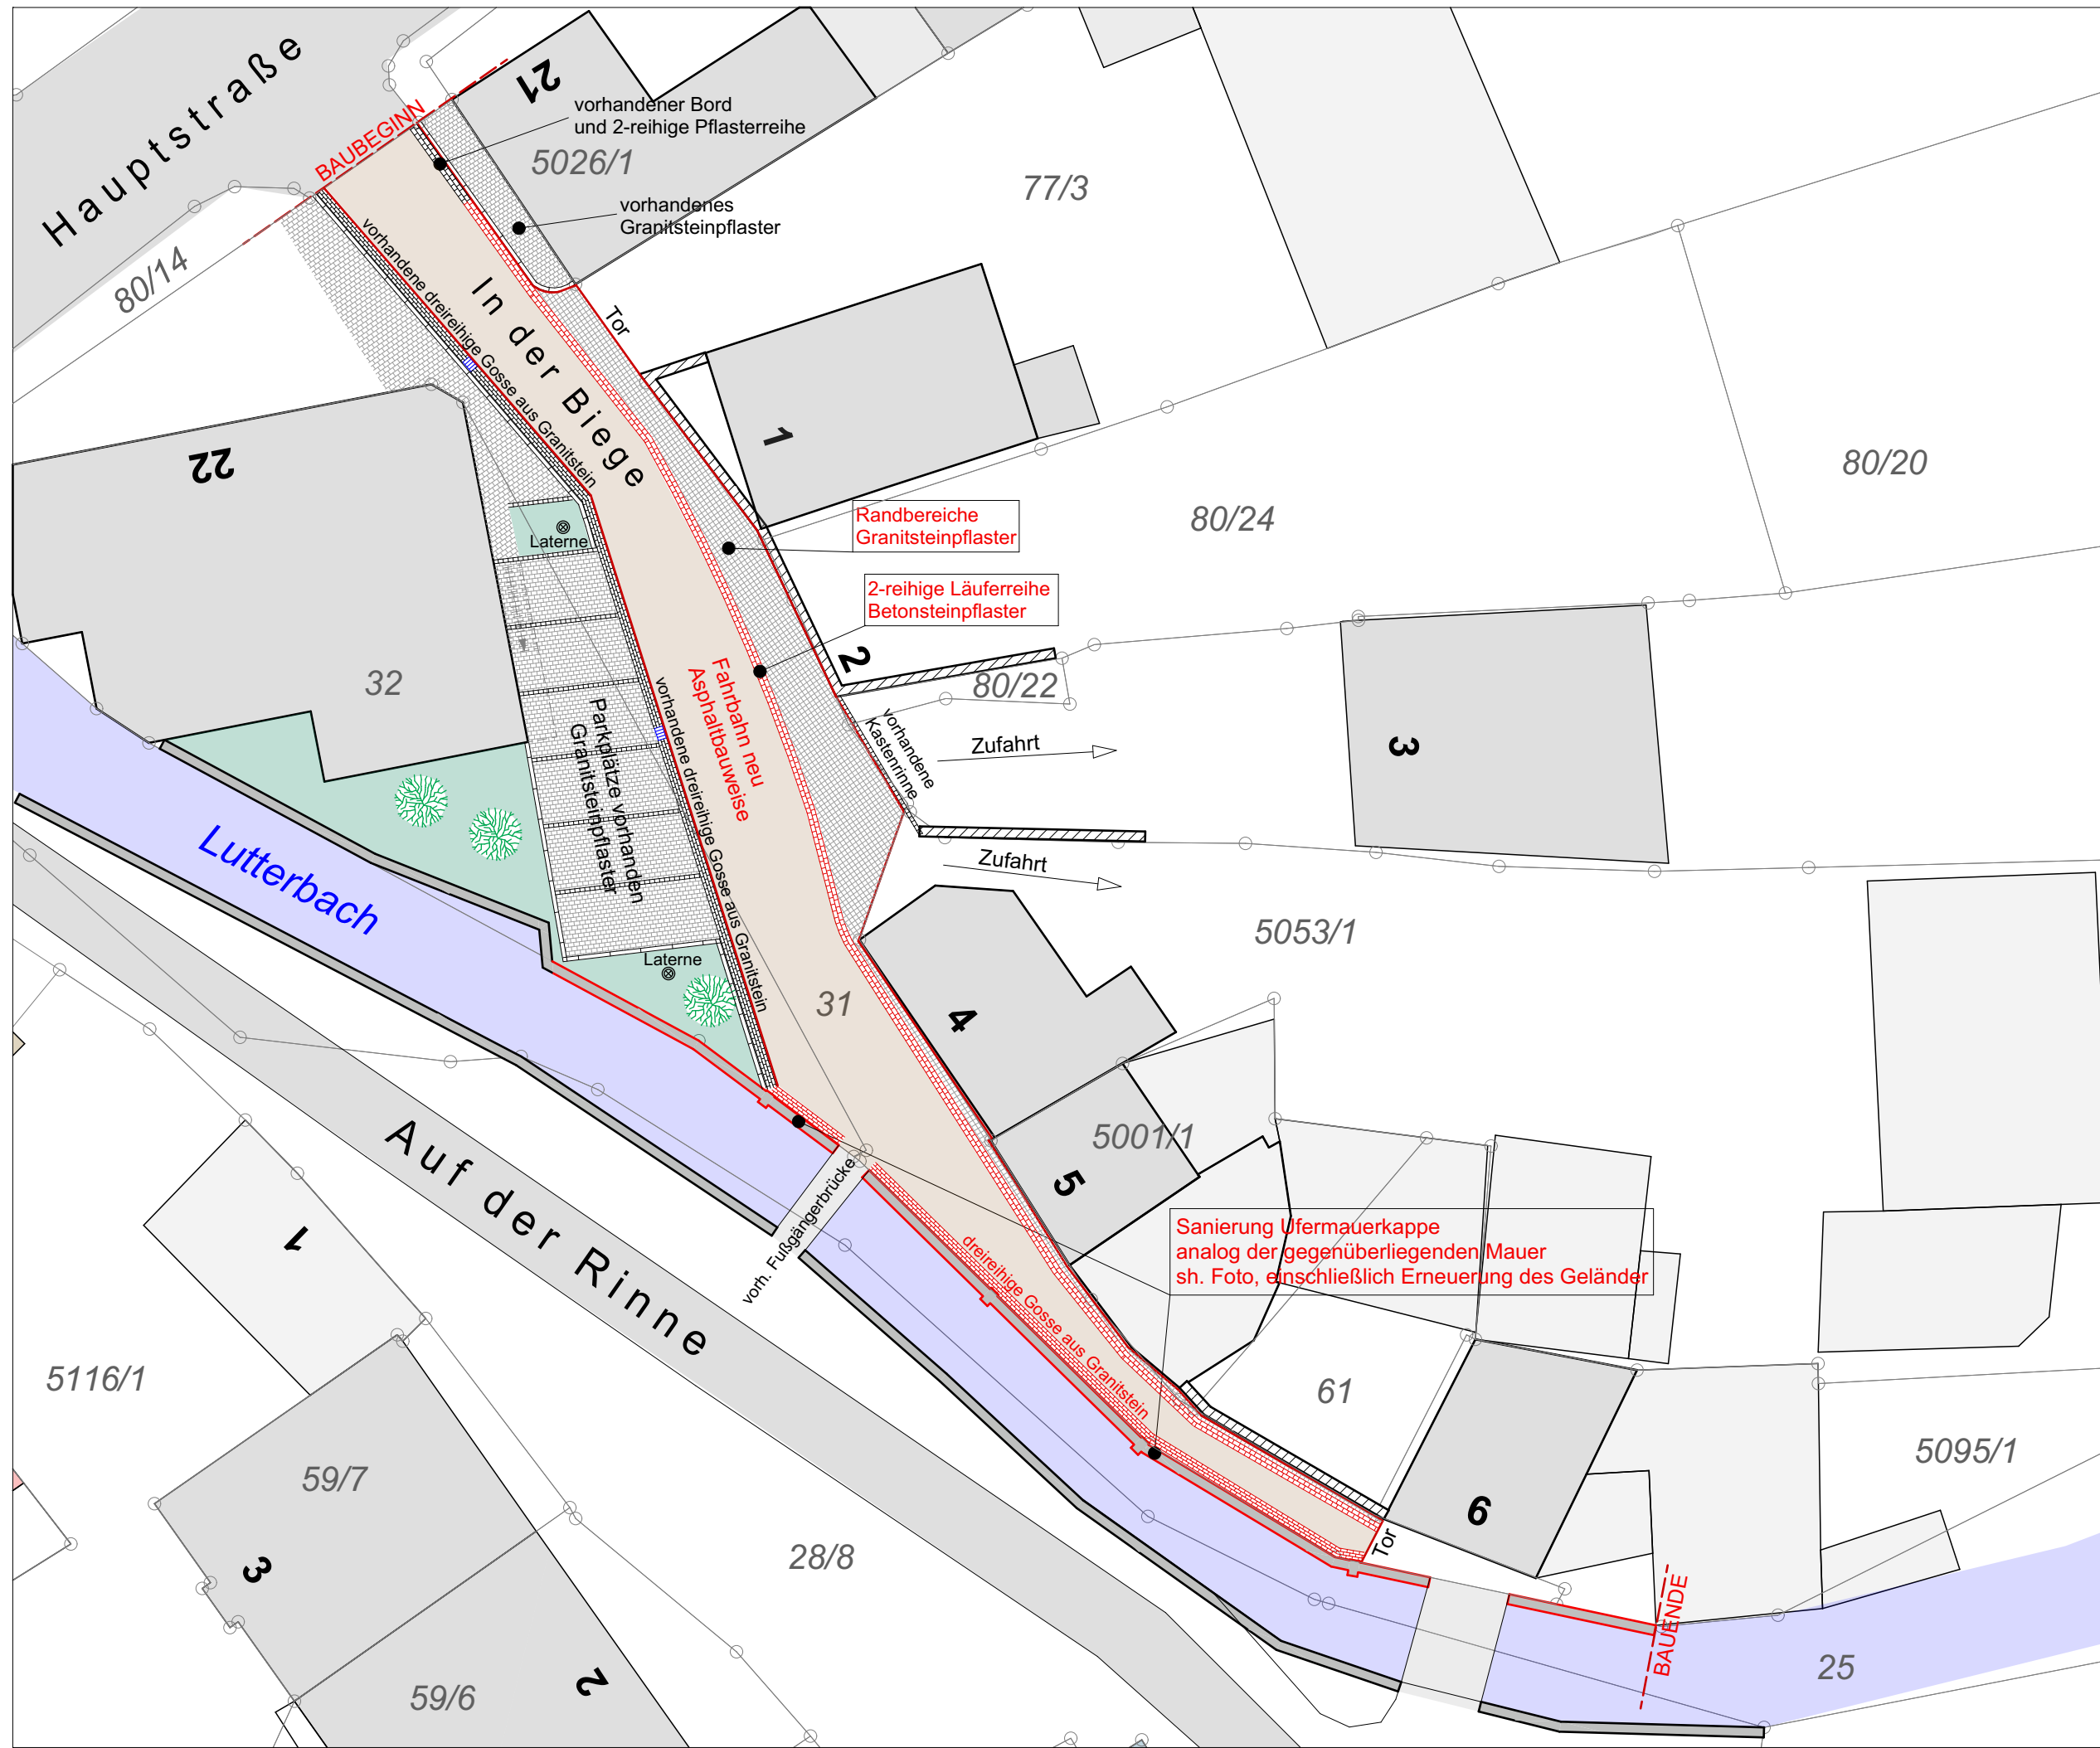 Hauptstraße
BAUBEGINN
21
vorhandener Bord
und 2-reihige Pflasterreihe
5026/1
vorhandenes
Granitsteinpflaster
77/3
80/14
vorhandene dreireihige Gosse aus Granitstein
In der Biege
Tor
1
22
80/20
80/24
Randbereiche
Granitsteinpflaster
Laterne
2-reihige Läuferreihe
Betonsteinpflaster
2
32
80/22
Fahrbahn neu
Asphaltbauweise
vorhandene
Kastenrinne
Zufahrt
3
Parkplätze vorhanden
Granitsteinpflaster
vorhandene dreireihige Gosse aus Granitstein
Lutterbach
Zufahrt
5053/1
Laterne
31
4
5001/1
5
Auf der Rinne
vorh. Fußgängerbrücke
1
Sanierung Ufermauerkappe
analog der gegenüberliegenden Mauer
sh. Foto, einschließlich Erneuerung des Geländer
dreireihige Gosse aus Granitstein
5116/1
61
5095/1
59/7
6
Tor
28/8
3
BAUENDE
25
59/6
2